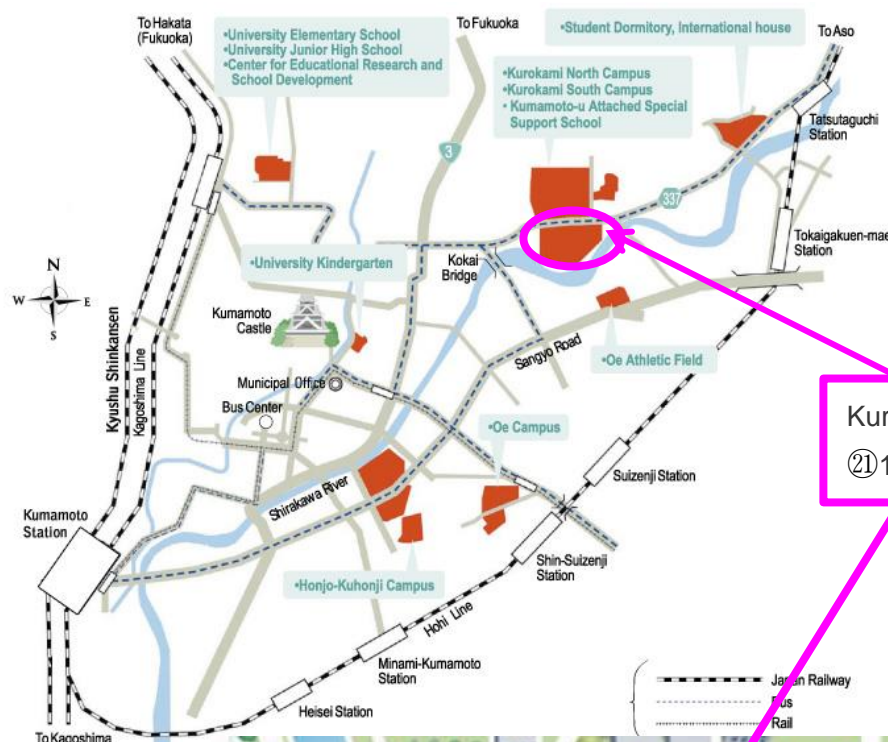 To Hakata
(Fukuoka)
•University Elementary School
•University Junior High School
•Center for Educational Research and
School Development
To
Fukuoka
•Student Dormitory, International house
To Aso
•Kurokami North Campus
•Kurokami South Campus
• Kumamoto-u Attached Special
Support School
Tatsutaguchi
Station
3
337
Tokaigakuen-mae
Station
N
W
E
S
•University Kindergarten
Kokai
Bridge
Kumamoto
Castle
Sangyo Road
•Oe Athletic Field
Kyushu Shinkansen
Kagoshima Line
Municipal Office
Bus Center
•Oe Campus
Kur
㉑1
Suizenji Station
Shirakawa River
Kumamoto
Station
Shin-Suizenji
Station
•Honjo-Kuhonji Campus
Hohi Line
Minami-Kumamoto
Station
Heisei Station
Japan Railway
Bus
Rail
To Kagoshima